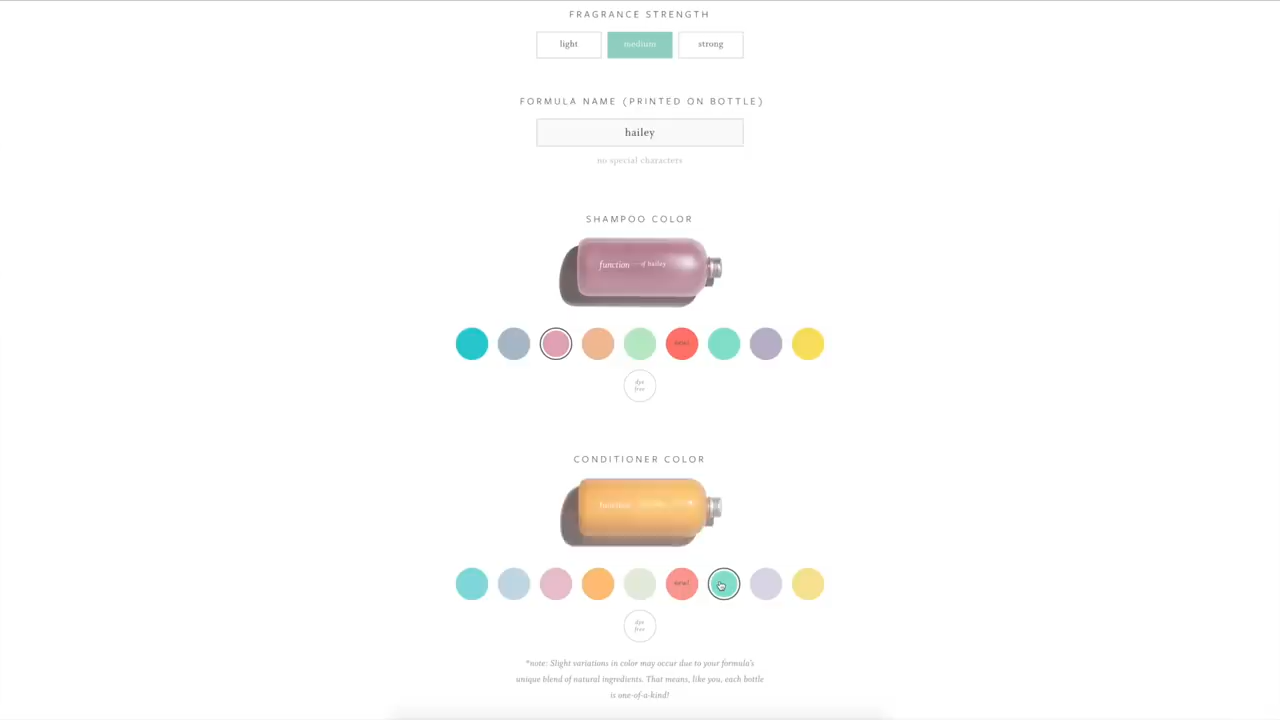 FRAGRANCE STRENGTH
light medium strong
FORMULA NAME (PRINTED ON BOTTLE)
hailey
no special characters
SHAMPOO COLOR
function of hailey
new!
dye
free
CONDITIONER COLOR
function
new!
dye
free
*note: Slight variations in color may occur due to your formula's
unique blend of natural ingredients. That means, like you, each bottle
is one-of-a-kind!